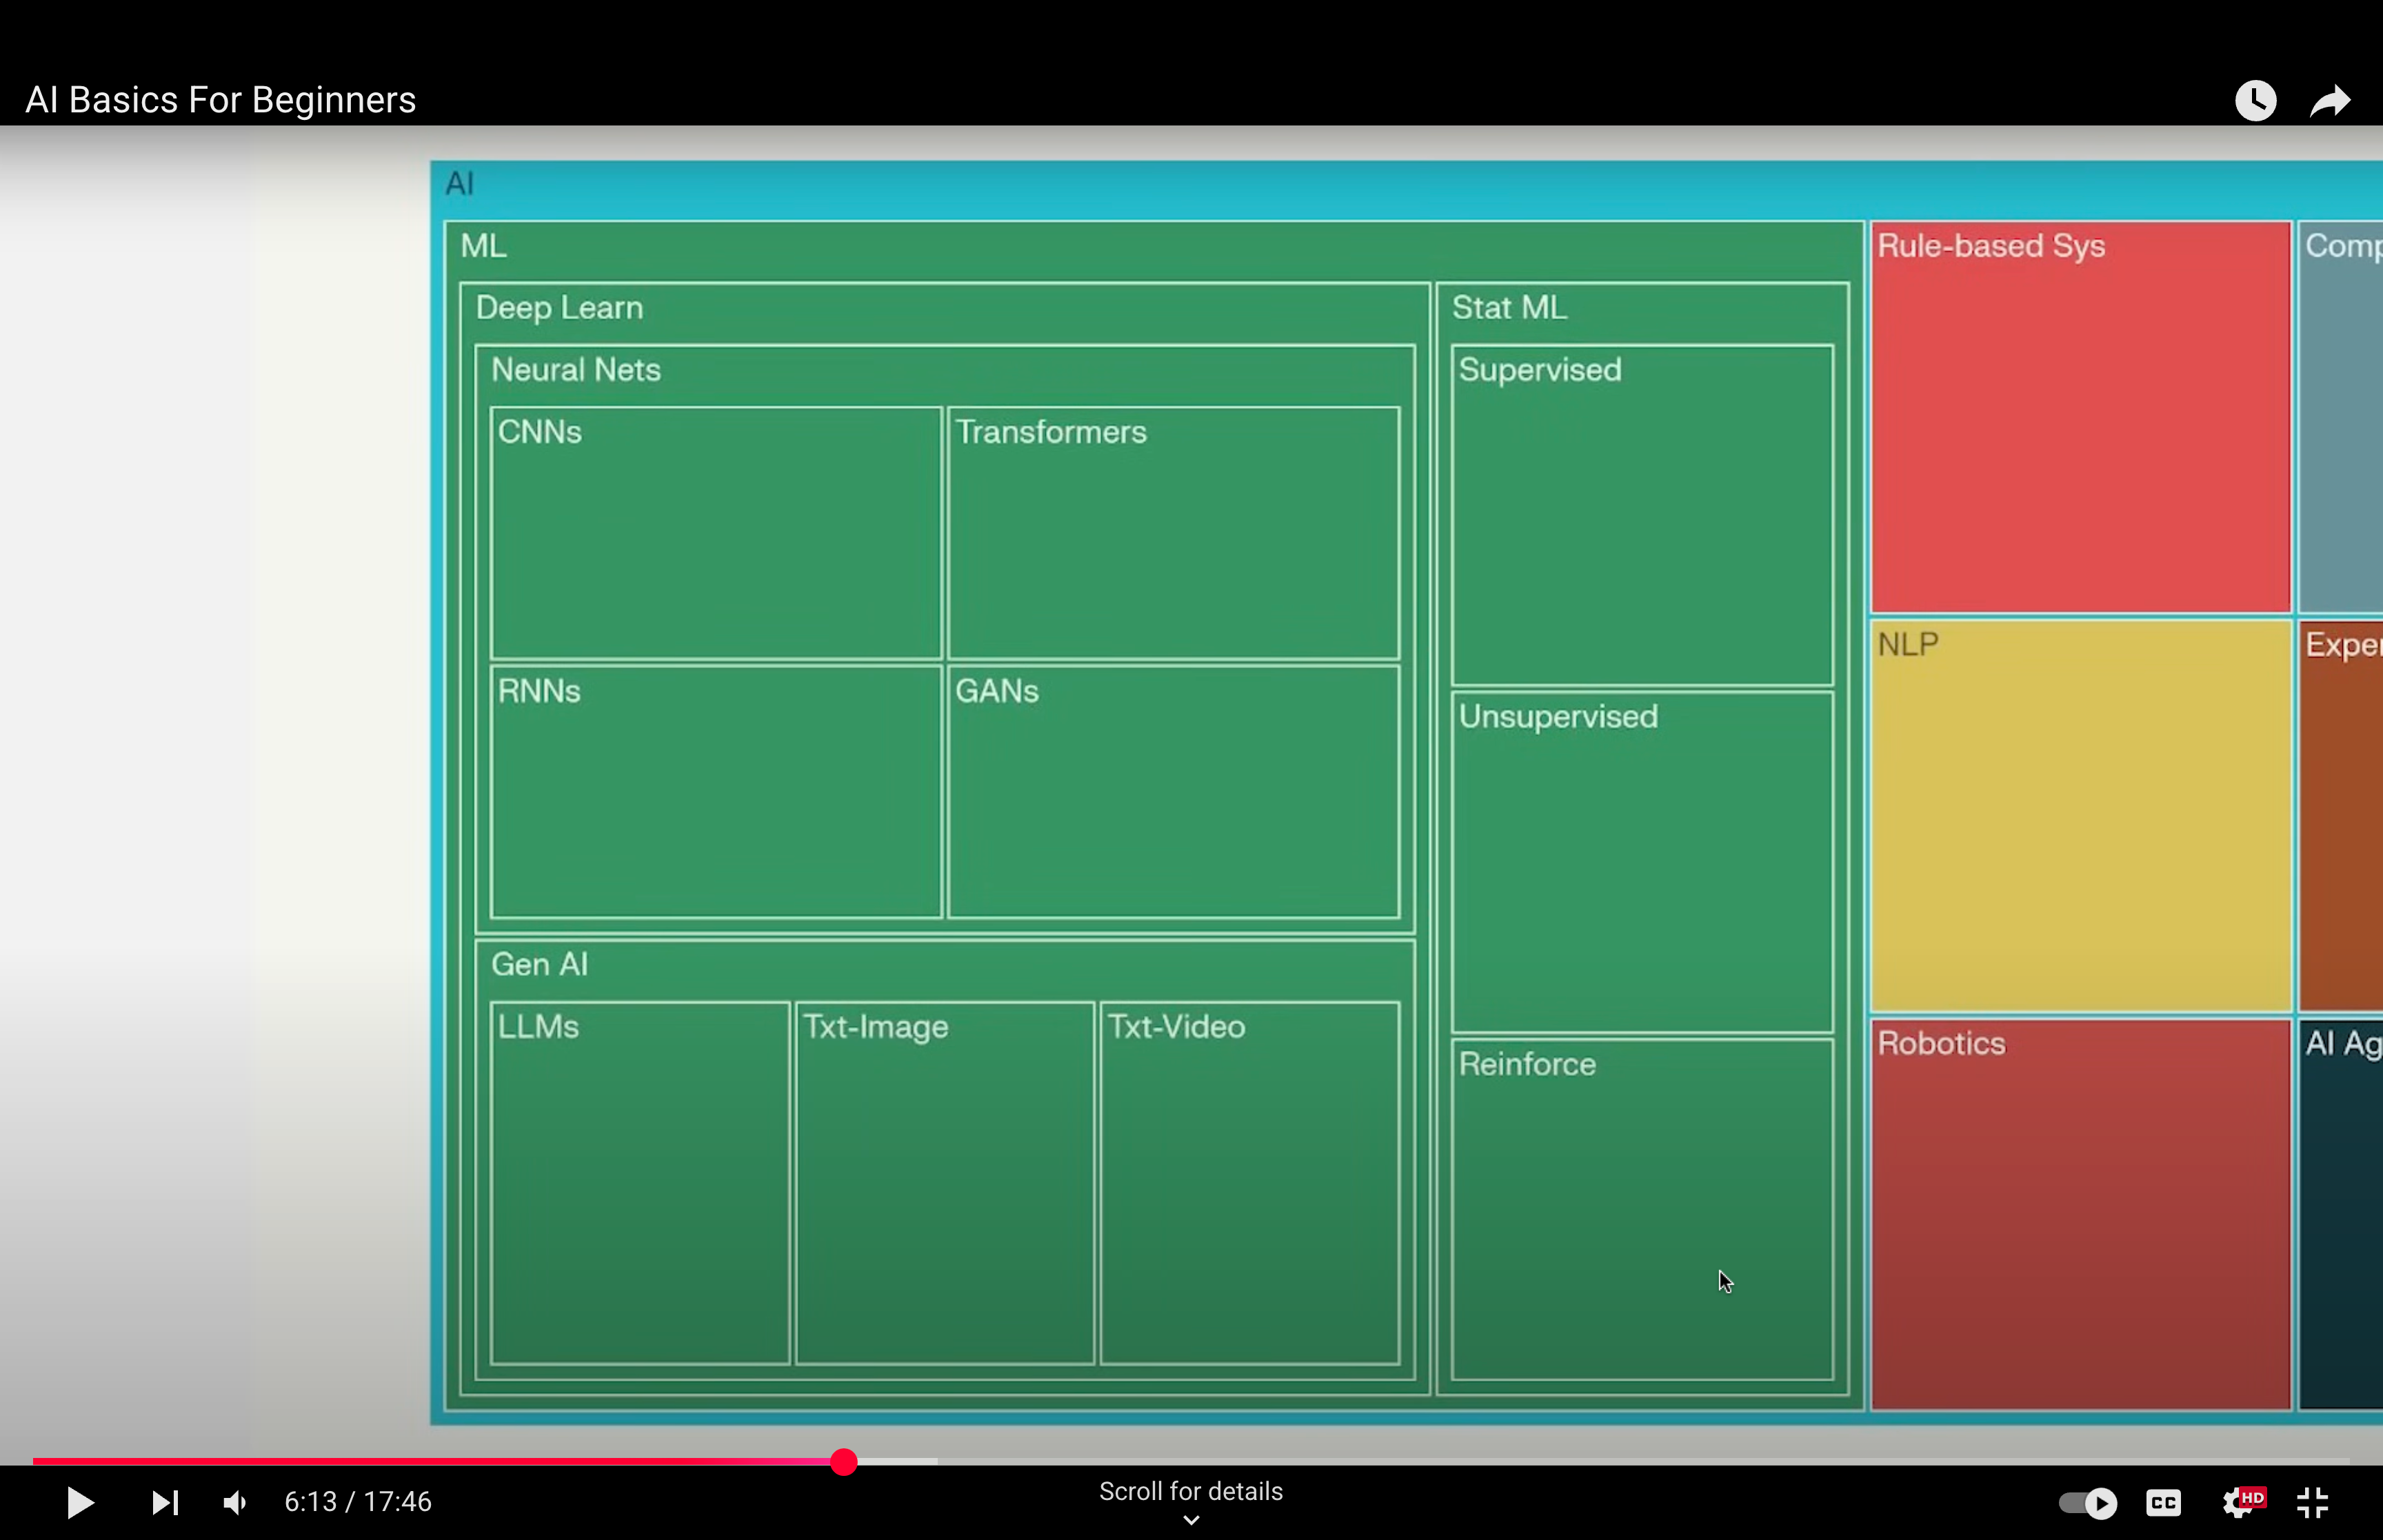 AI Basics For Beginners
AI
ML
Deep Learn
Neural Nets
CNNs
Transformers
RNNs
GANs
Gen AI
LLMs
Txt-Image
Txt-Video
Stat ML
Supervised
Unsupervised
Reinforce
Rule-based Sys
NLP
Robotics
Comp
Exper
AI Ag
6:13 / 17:46
Scroll for details
CC
HD